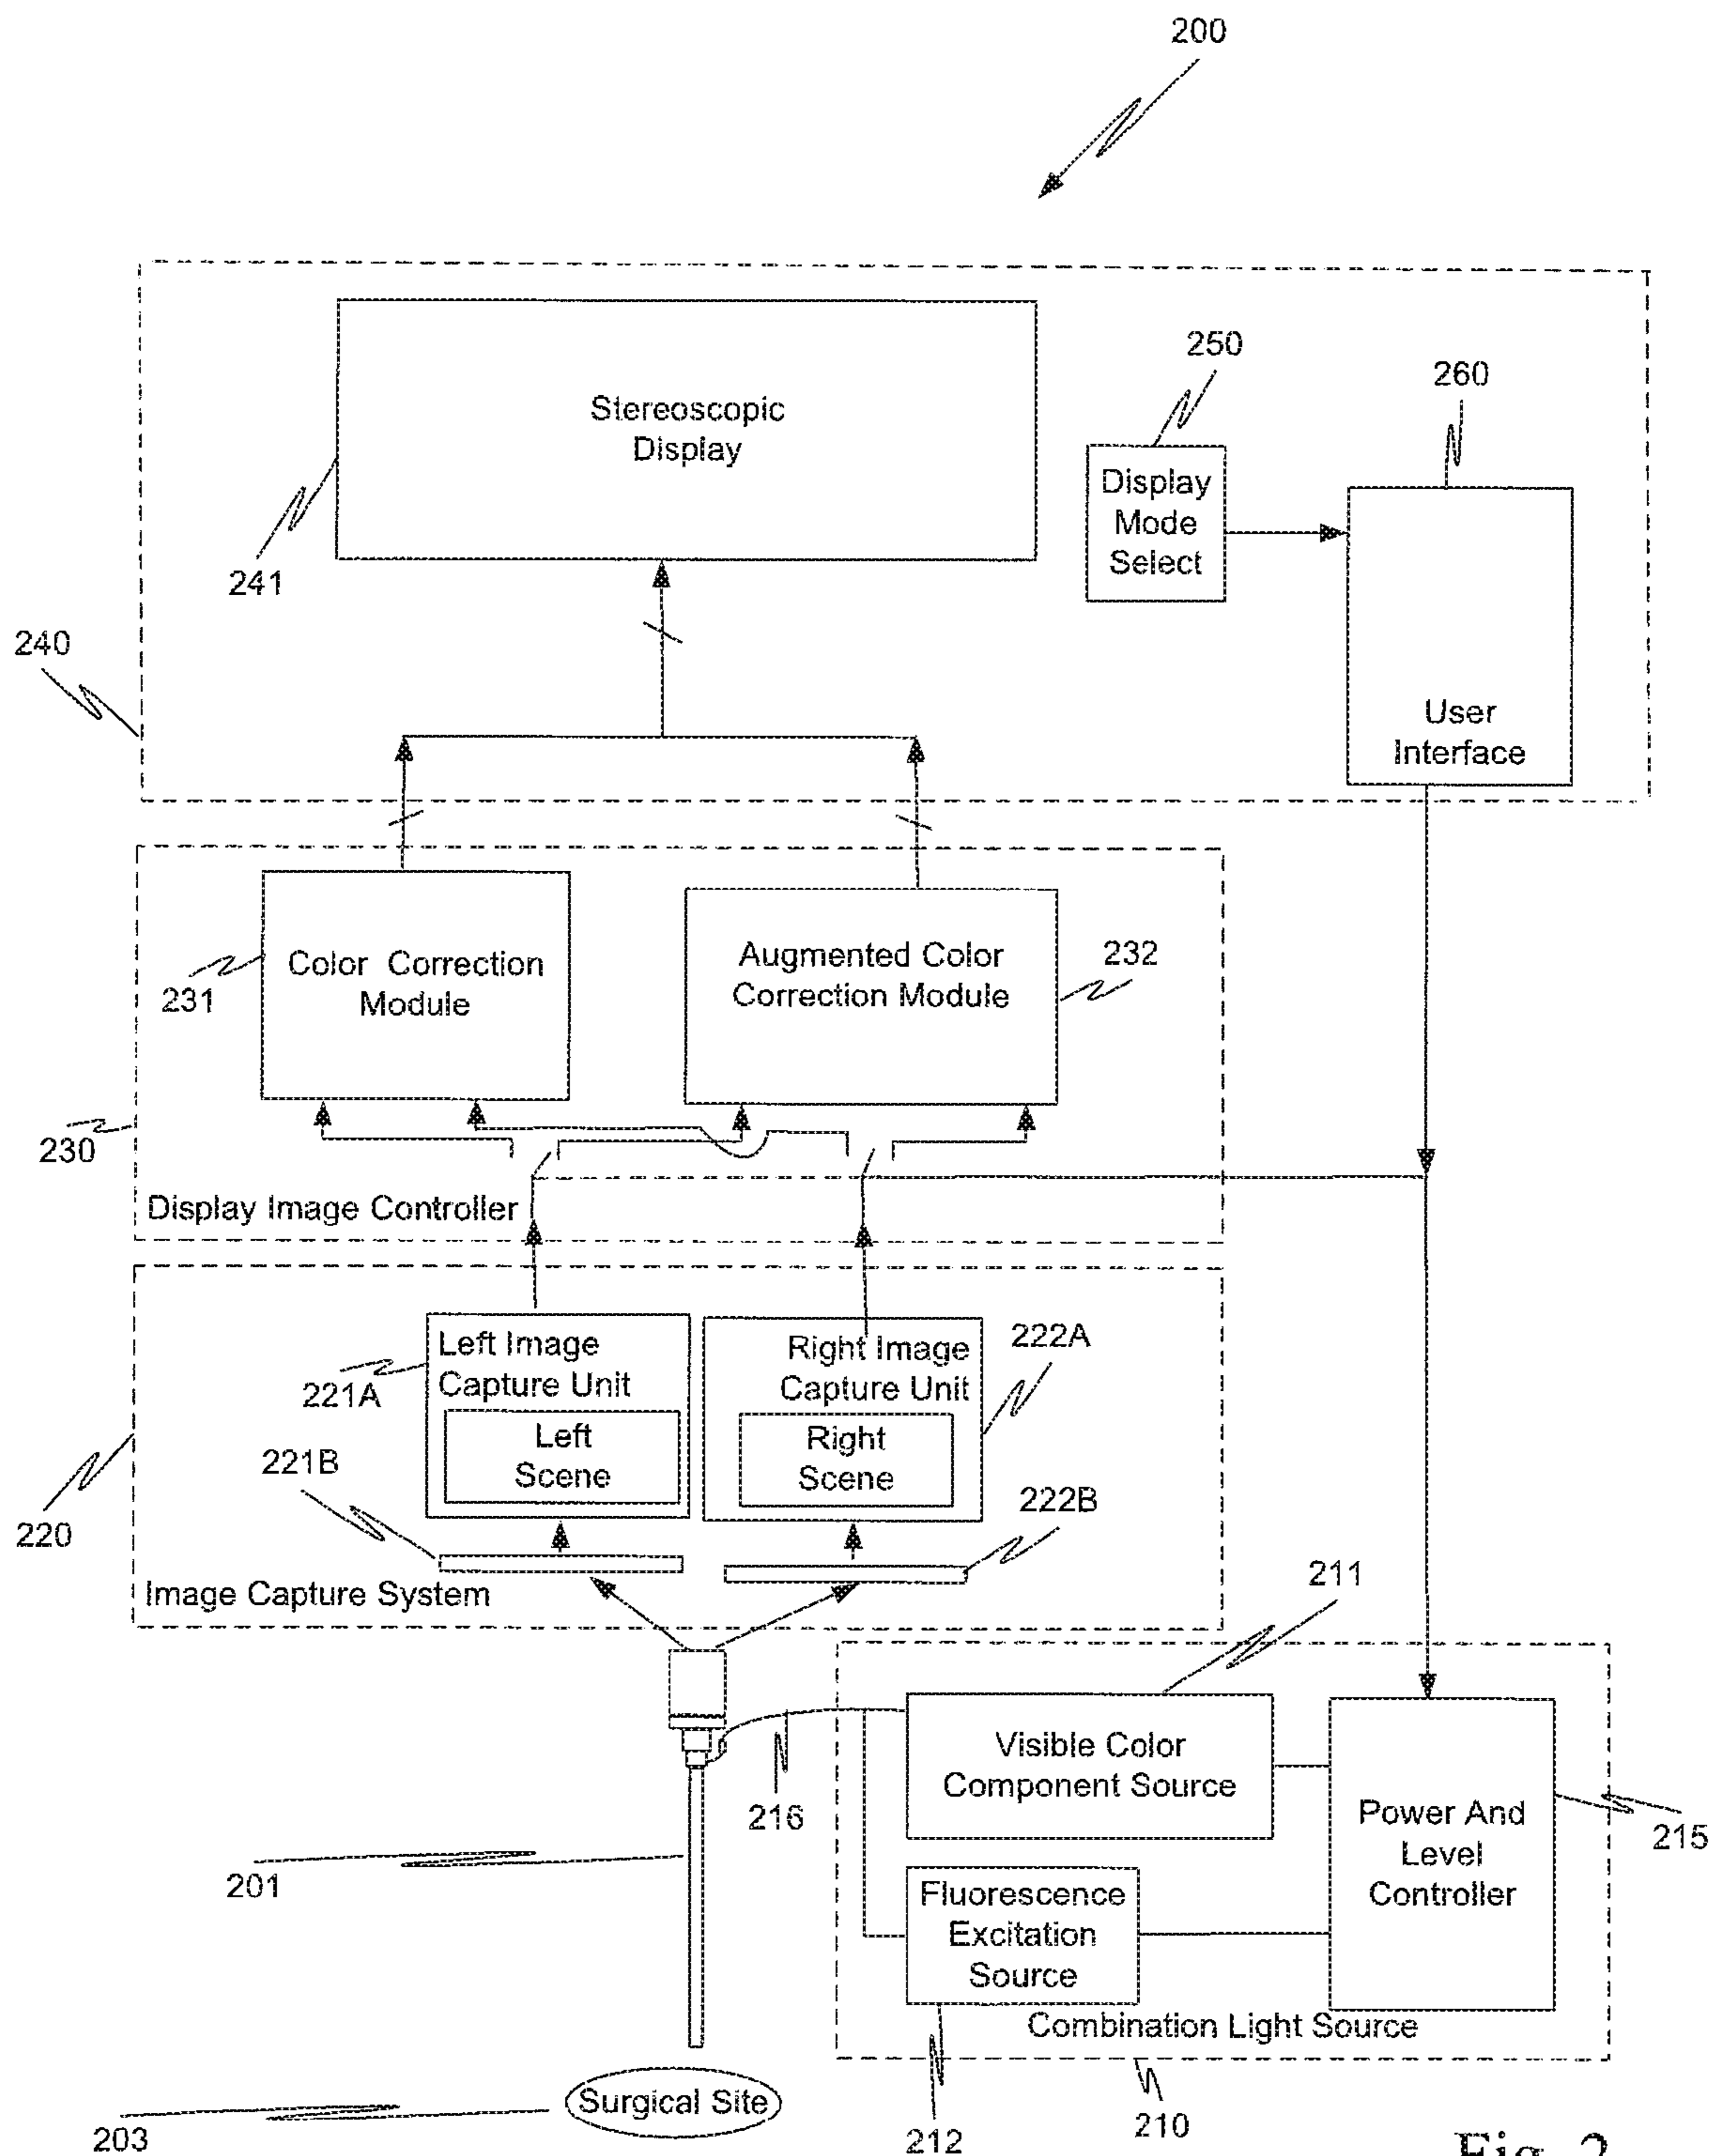 200
250
260
Stereoscopic
Display
Display
Mode
Select
241
240
User
Interface
Color Correction
Module
231
Augmented Color
Correction Module
232
230
Display Image Controller
Left Image
Capture Unit
221A
Left
Scene
Right Image
Capture Unit
222A
Right
Scene
221B
222B
220
Image Capture System
211
Visible Color
Component Source
216
Power And
Level
Controller
215
201
Fluorescence
Excitation
Source
Combination Light Source
Surgical Site
203
212
210
Fig. 2